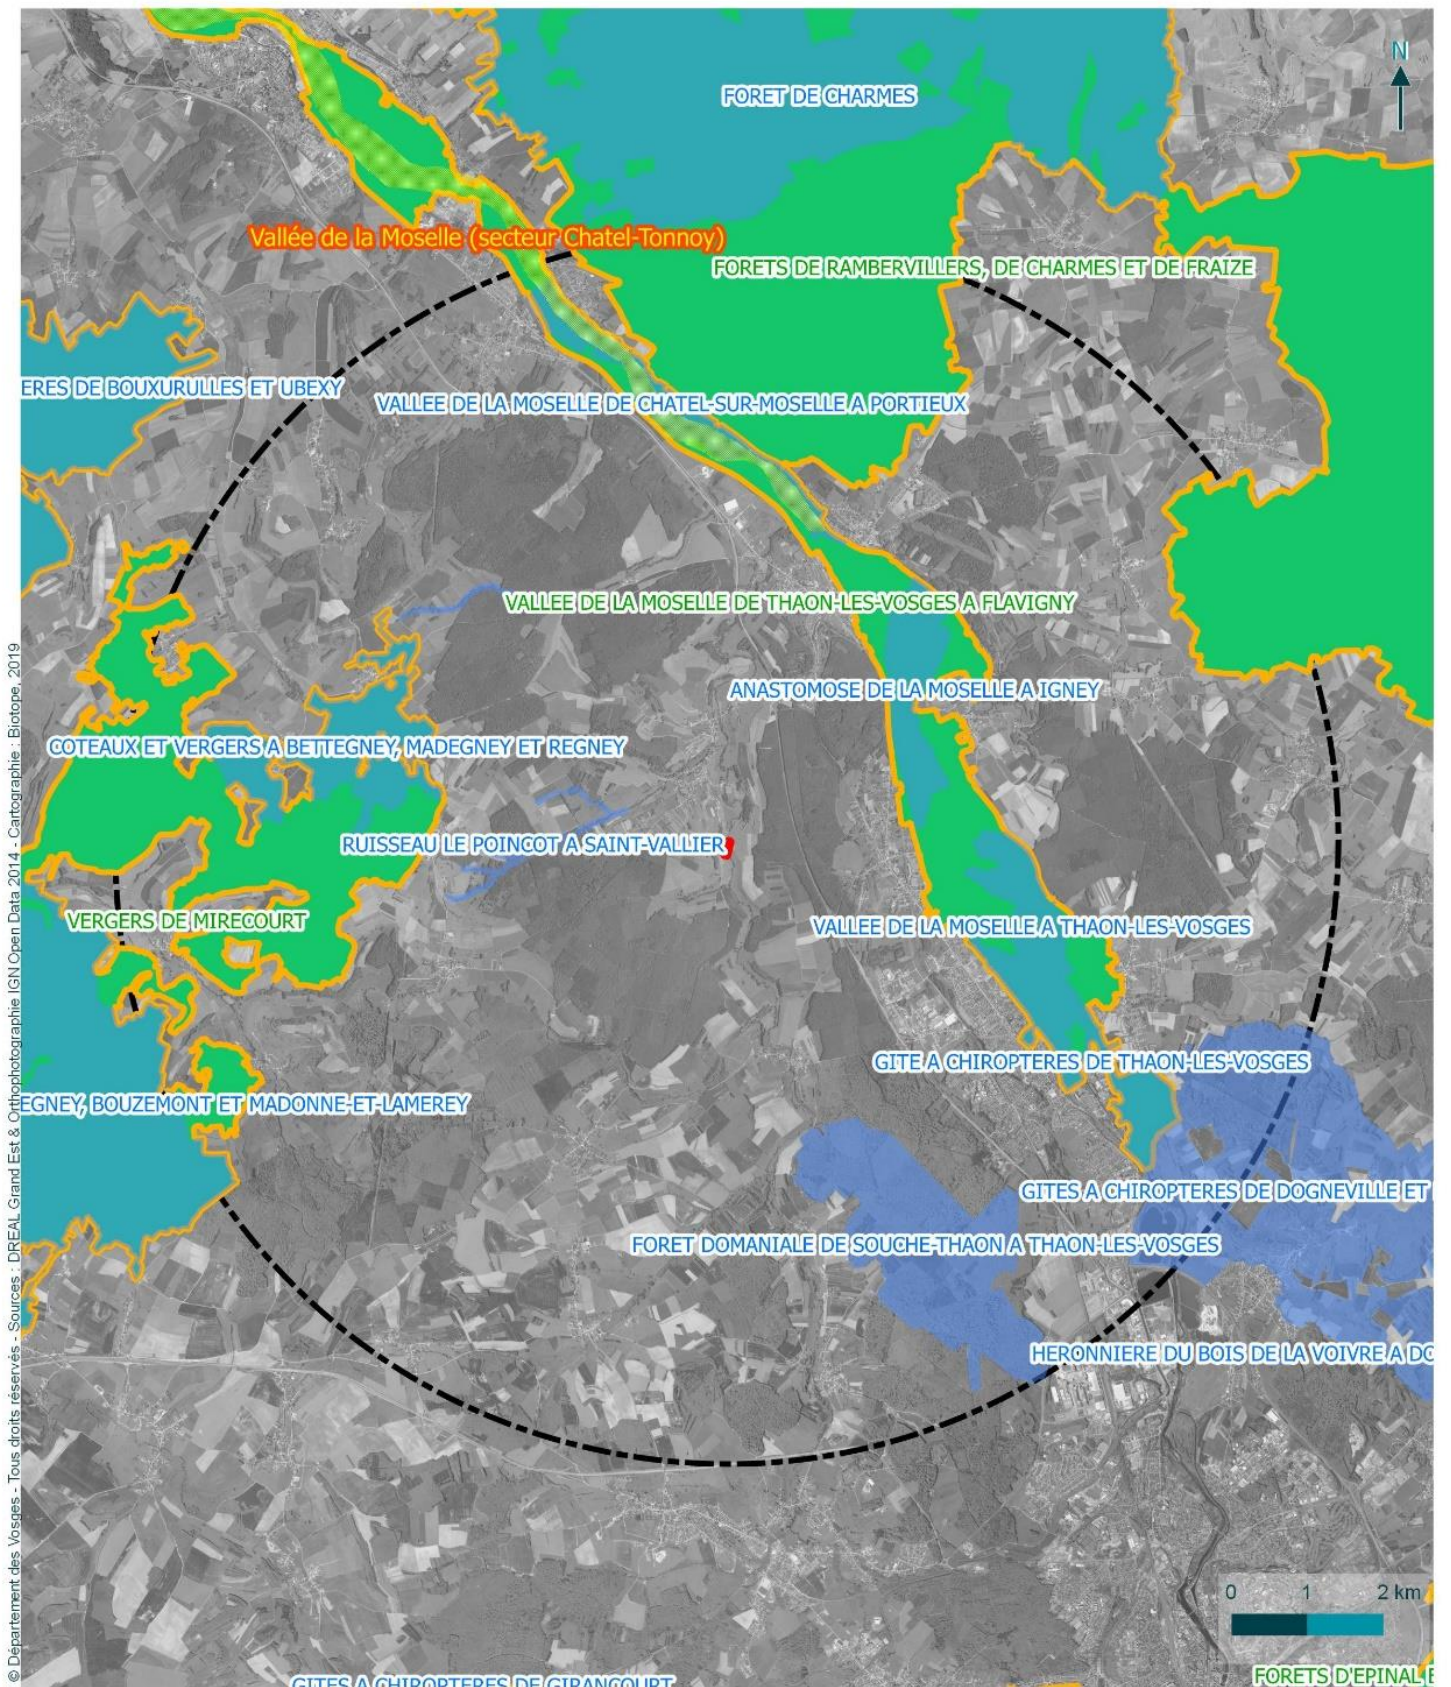 N
FORET DE CHARMES
Vallée de la Moselle (secteur Chatel-Tonnoy)
FORETS DE RAMBERVILLERS, DE CHARMES ET DE FRAIZE
ERES DE BOUXURULLES ET UBEXY
VALLEE DE LA MOSELLE DE CHATEL-SUR-MOSELLE A PORTIEUX
VALLEE DE LA MOSELLE DE THAON-LES-VOSGES A FLAVIGNY
ANASTOMOSE DE LA MOSELLE A IGNEY
COTEAUX ET VERGERS A BETTEGNEY, MADEGNEY ET REGNEY
RUISSEAU LE POINCOT A SAINT-VALLIER
VERGERS DE MIRECOURT
VALLEE DE LA MOSELLE A THAON-LES-VOSGES
GITE A CHIROPTERES DE THAON-LES-VOSGES
EGNEY, BOUZEMONT ET MADONNE-ET-LAMEREY
GITES A CHIROPTERES DE DOGNEVILLE ET
FORET DOMANIALE DE SOUCHE-THAON A THAON-LES-VOSGES
HERONNIERE DU BOIS DE LA VOIVRE A DO
0 1 2 km
GITES A CHIROPTERES DE GIRANCOURT
FORETS D'EPINAL E
© Département des Vosges - Tous droits réservés - Sources : DREAL Grand Est & Orthophotographie IGN Open Data 2014 - Cartographie : Biotope, 2019